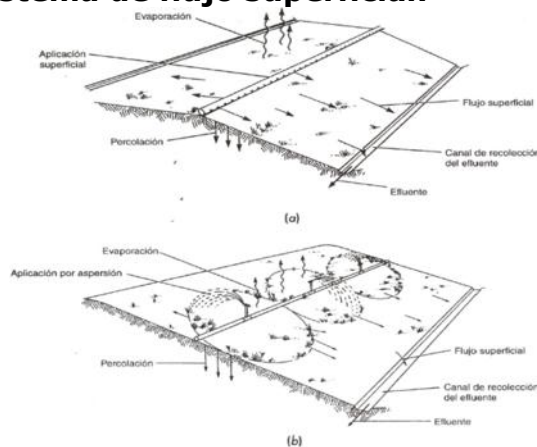 stema de flujo superficial
Evaporación
Aplicación
superficial
Flujo superficial
Percolación
Canal de recolección
del efluente
Efluente
(a)
Evaporación
Aplicación por aspersión
Percolación
Flujo superficial
Canal de recolección
del efluente
Efluente
(b)